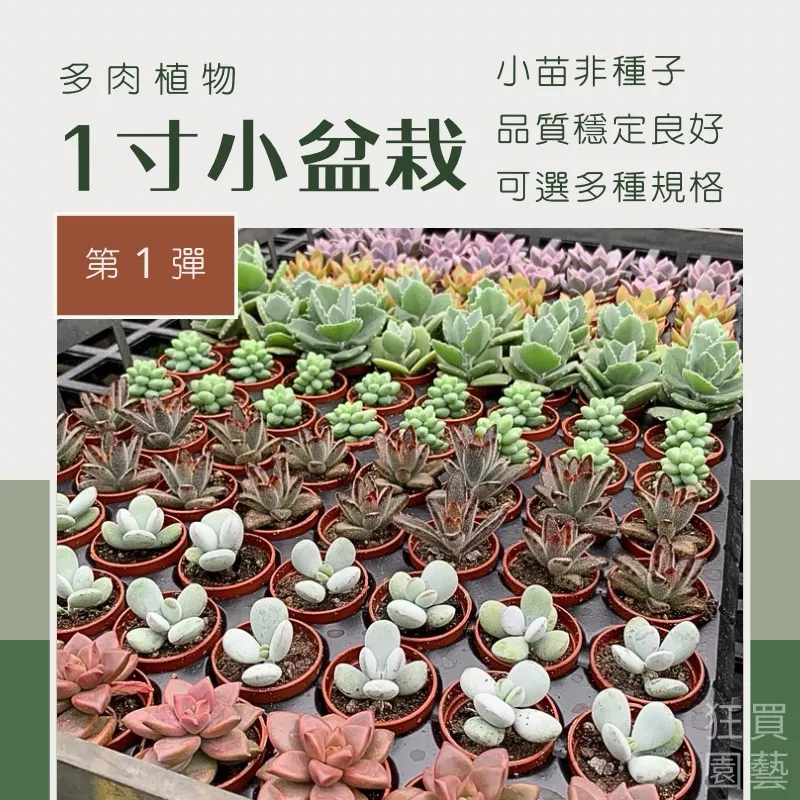 多肉植物
1寸小盆栽
小苗非種子
品質穩定良好
可選多種規格
第1彈
狂買
園藝